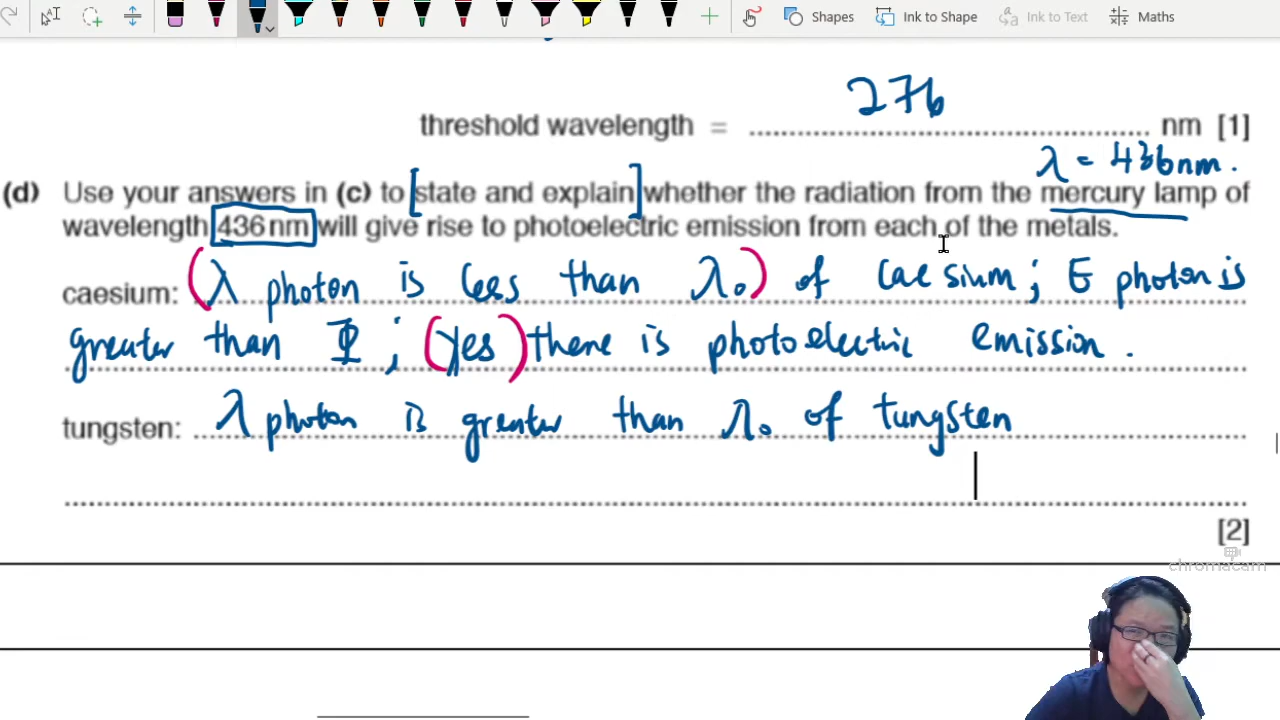 Shapes Ink to Shape Ink to Text Maths
276
threshold wavelength = ........................ nm [1]
λ = 436nm.
(d) Use your answers in (c) to [state and explain] whether the radiation from the mercury lamp of
wavelength 436 nm will give rise to photoelectric emission from each of the metals.
caesium: (λ photon is less than λ₀) of Caesium; E photon is
greater than Φ; (yes) there is photoelectric emission.
tungsten: λ photon is greater than λ₀ of tungsten
[2]
chromacam